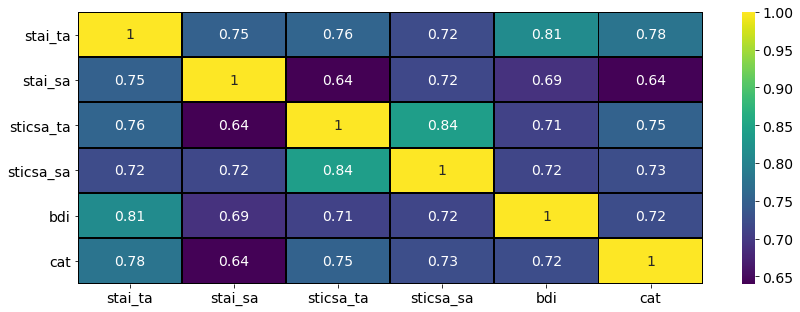 stai_ta 1 0.75 0.76 0.72 0.81 0.78
stai_sa 0.75 1 0.64 0.72 0.69 0.64
sticsa_ta 0.76 0.64 1 0.84 0.71 0.75
sticsa_sa 0.72 0.72 0.84 1 0.72 0.73
bdi 0.81 0.69 0.71 0.72 1 0.72
cat 0.78 0.64 0.75 0.73 0.72 1
stai_ta stai_sa sticsa_ta sticsa_sa bdi cat
1.00
0.95
0.90
0.85
0.80
0.75
0.70
0.65